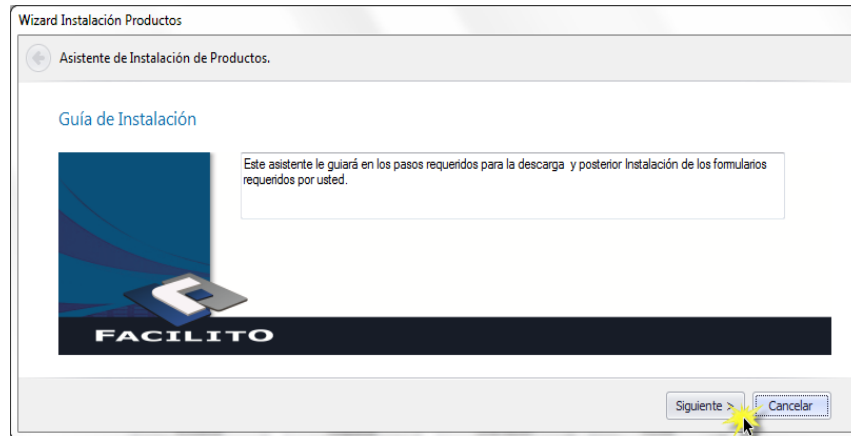 Wizard Instalación Productos
Asistente de Instalación de Productos.
Guía de Instalación
Este asistente le guiará en los pasos requeridos para la descarga y posterior Instalación de los formularios
requeridos por usted.
FACILITO
Siguiente >
Cancelar